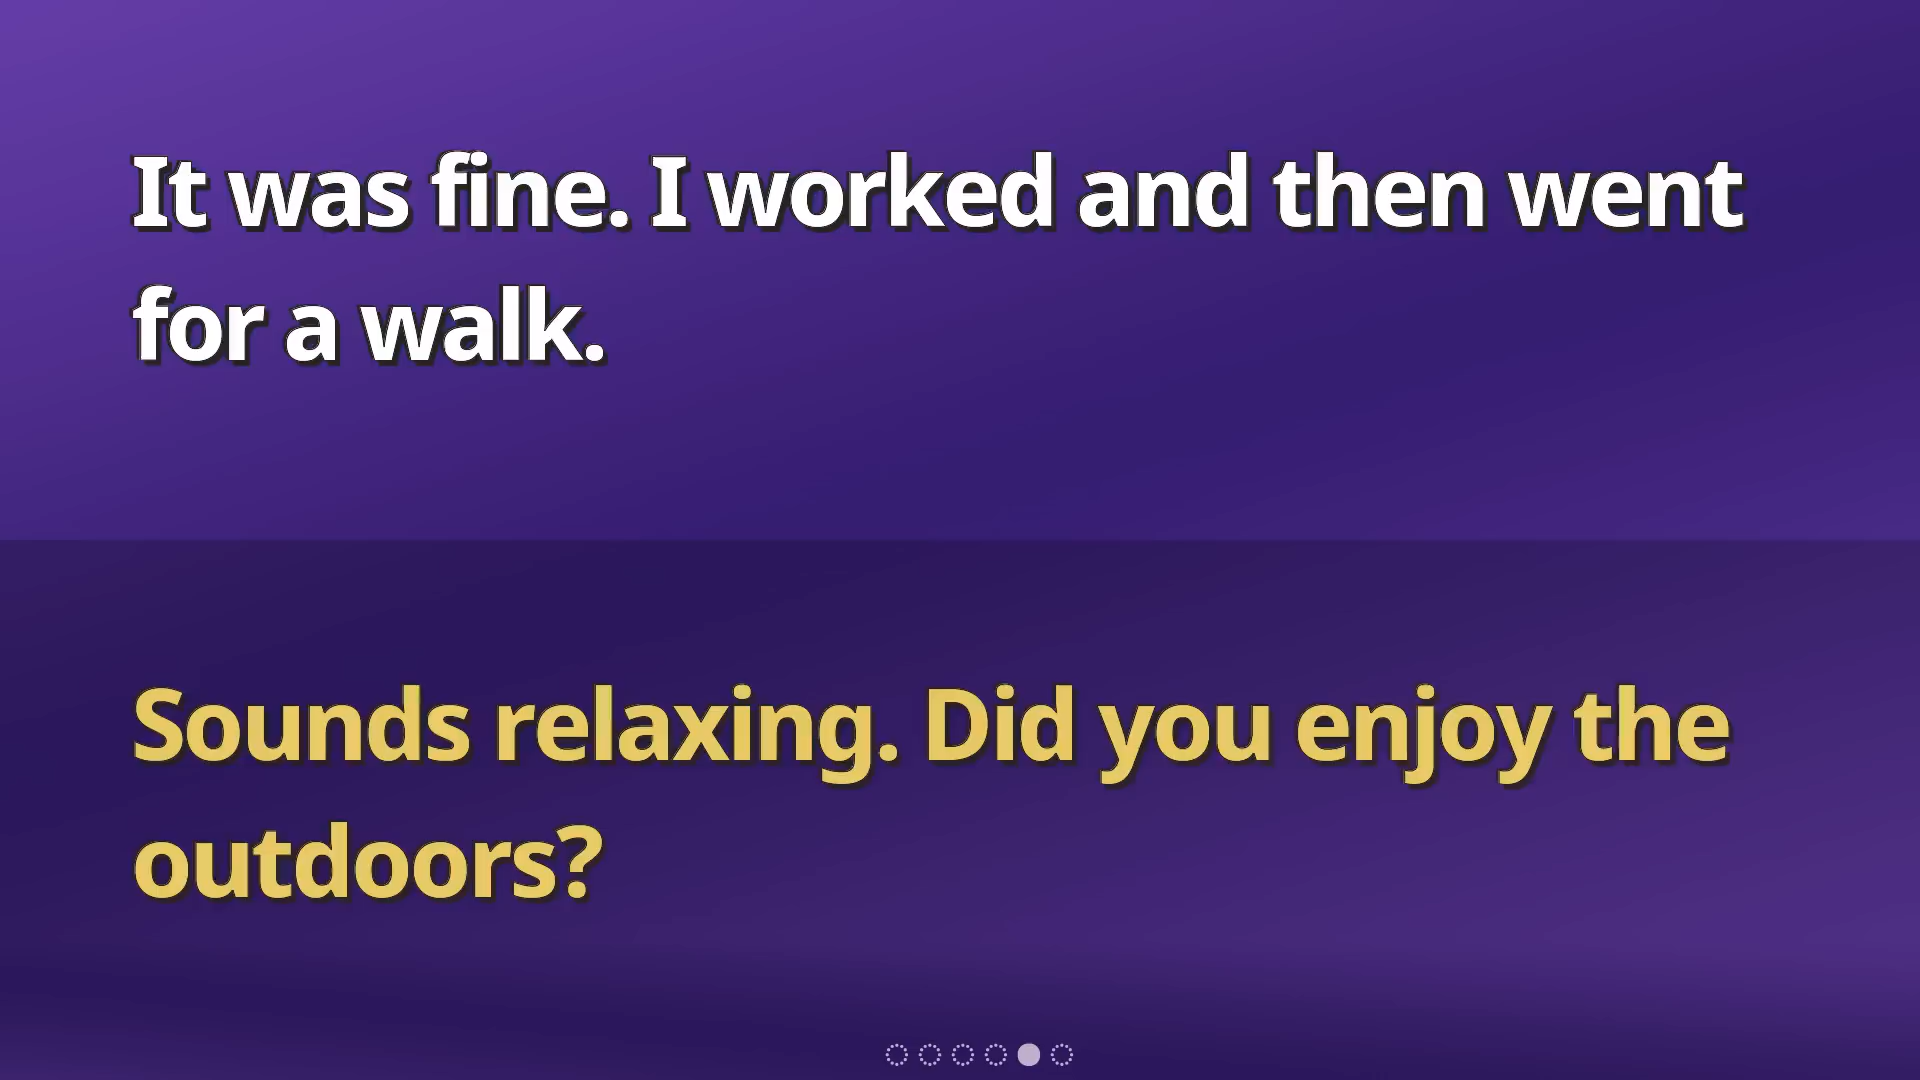 It was fine. I worked and then went
for a walk.
Sounds relaxing. Did you enjoy the
outdoors?